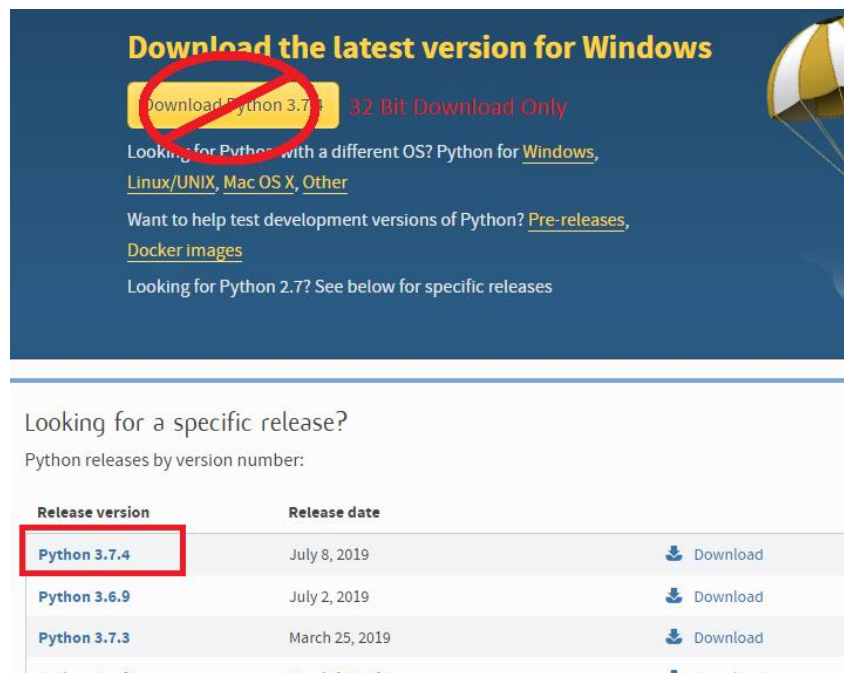 Download the latest version for Windows
Download Python 3.7.4 32 Bit Download Only
Looking for Python with a different OS? Python for Windows,
Linux/UNIX, Mac OS X, Other
Want to help test development versions of Python? Pre-releases,
Docker images
Looking for Python 2.7? See below for specific releases
Looking for a specific release?
Python releases by version number:
Release version Release date
Python 3.7.4 July 8, 2019 Download
Python 3.6.9 July 2, 2019 Download
Python 3.7.3 March 25, 2019 Download